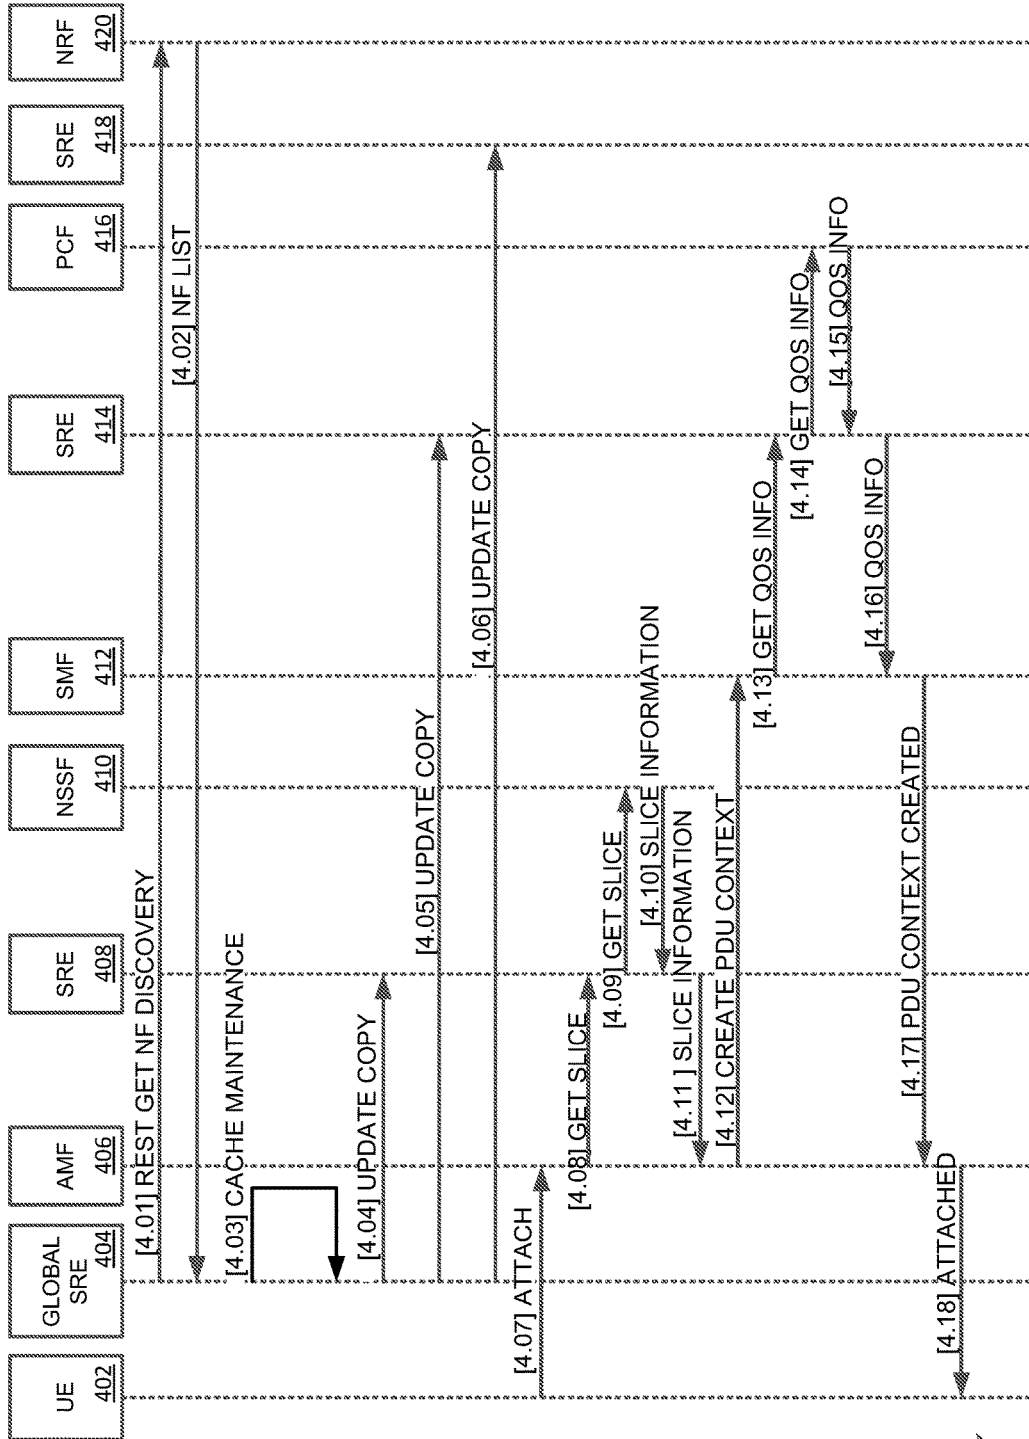 UE
402
GLOBAL
SRE
404
AMF
406
SRE
408
NSSF
410
SMF
412
SRE
414
PCF
416
SRE
418
NRF
420
[4.01] REST GET NF DISCOVERY
[4.02] NF LIST
[4.03] CACHE MAINTENANCE
[4.04] UPDATE COPY
[4.05] UPDATE COPY
[4.06] UPDATE COPY
[4.07] ATTACH
[4.08] GET SLICE
[4.09] GET SLICE
[4.10] SLICE INFORMATION
[4.11 ] SLICE INFORMATION
[4.12] CREATE PDU CONTEXT
[4.13] GET QOS INFO
[4.14] GET QOS INFO
[4.15] QOS INFO
[4.16] QOS INFO
[4.17] PDU CONTEXT CREATED
[4.18] ATTACHED